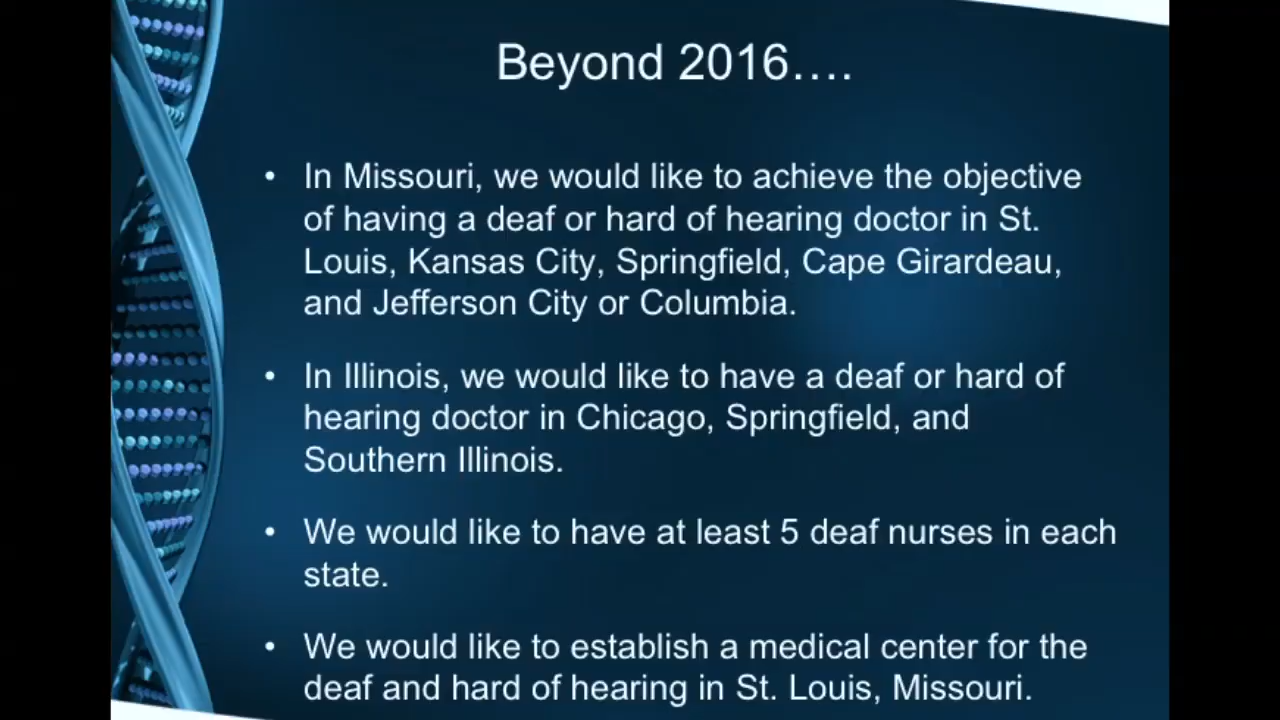 Beyond 2016….
• In Missouri, we would like to achieve the objective
of having a deaf or hard of hearing doctor in St.
Louis, Kansas City, Springfield, Cape Girardeau,
and Jefferson City or Columbia.
• In Illinois, we would like to have a deaf or hard of
hearing doctor in Chicago, Springfield, and
Southern Illinois.
• We would like to have at least 5 deaf nurses in each
state.
• We would like to establish a medical center for the
deaf and hard of hearing in St. Louis, Missouri.